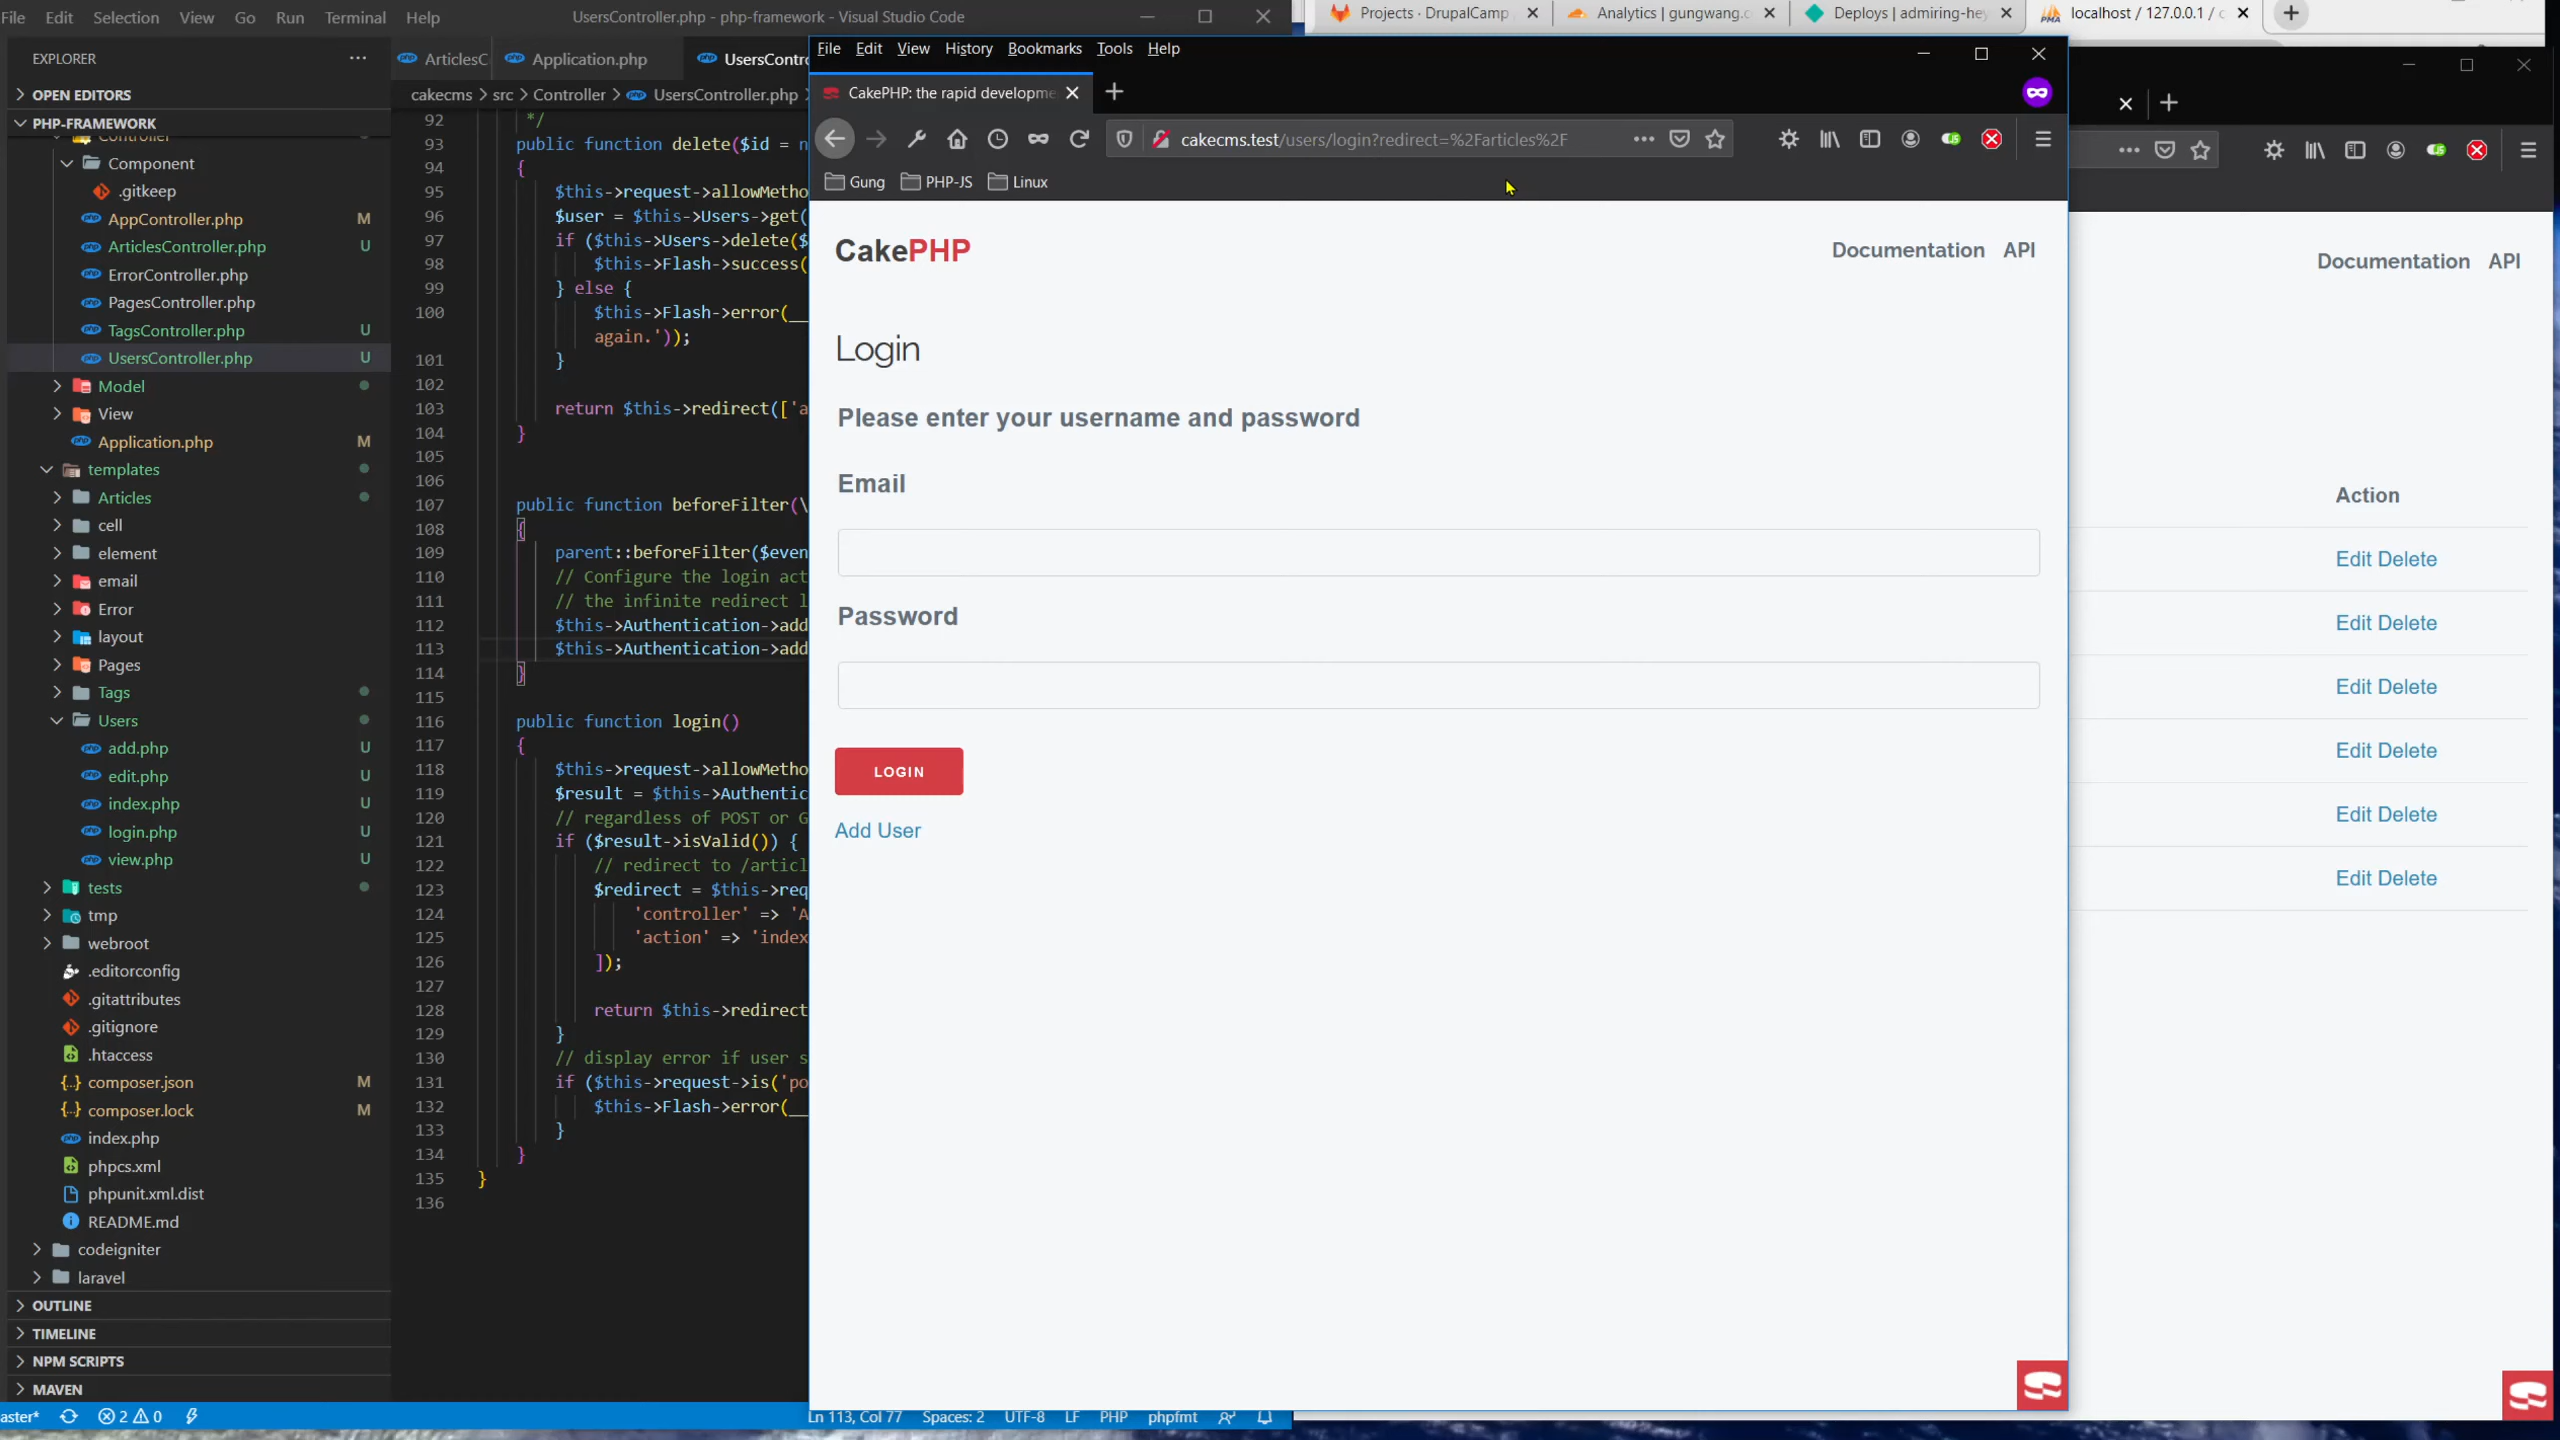 File Edit Selection View Go Run Terminal Help
UsersController.php - php-framework - Visual Studio Code
EXPLORER
OPEN EDITORS
PHP-FRAMEWORK
Controller
Component
.gitkeep
AppController.php M
ArticlesController.php U
ErrorController.php
PagesController.php
TagsController.php U
UsersController.php U
Model
View
Application.php M
templates
Articles
cell
element
email
Error
layout
Pages
Tags
Users
add.php U
edit.php U
index.php U
login.php U
view.php U
tests
tmp
webroot
.editorconfig
.gitattributes
.gitignore
.htaccess
composer.json M
composer.lock M
index.php
phpcs.xml
phpunit.xml.dist
README.md
codeigniter
laravel
OUTLINE
TIMELINE
NPM SCRIPTS
MAVEN
aster* 2 0
ArticlesC Application.php UsersContro
cakecms > src > Controller > UsersController.php >
92 */
93 public function delete($id = n
94 {
95 $this->request->allowMetho
96 $user = $this->Users->get(
97 if ($this->Users->delete($
98 $this->Flash->success(
99 } else {
100 $this->Flash->error(__
again.'));
101 }
102
103 return $this->redirect(['a
104 }
105
106
107 public function beforeFilter(\
108 {
109 parent::beforeFilter($even
110 // Configure the login act
111 // the infinite redirect l
112 $this->Authentication->add
113 $this->Authentication->add
114 }
115
116 public function login()
117 {
118 $this->request->allowMetho
119 $result = $this->Authentic
120 // regardless of POST or G
121 if ($result->isValid()) {
122 // redirect to /articl
123 $redirect = $this->req
124 'controller' => 'A
125 'action' => 'index
126 ]);
127
128 return $this->redirect
129 }
130 // display error if user s
131 if ($this->request->is('po
132 $this->Flash->error(__
133 }
134 }
135 }
136
Ln 113, Col 77 Spaces: 2 UTF-8 LF PHP phpfmt
Projects · DrupalCamp Analytics | gungwang.c Deploys | admiring-hey localhost / 127.0.0.1 / c
File Edit View History Bookmarks Tools Help
CakePHP: the rapid developme
cakecms.test/users/login?redirect=%2Farticles%2F
Gung PHP-JS Linux
CakePHP
Documentation API
Login
Please enter your username and password
Email
Password
LOGIN
Add User
Documentation API
Action
Edit Delete
Edit Delete
Edit Delete
Edit Delete
Edit Delete
Edit Delete